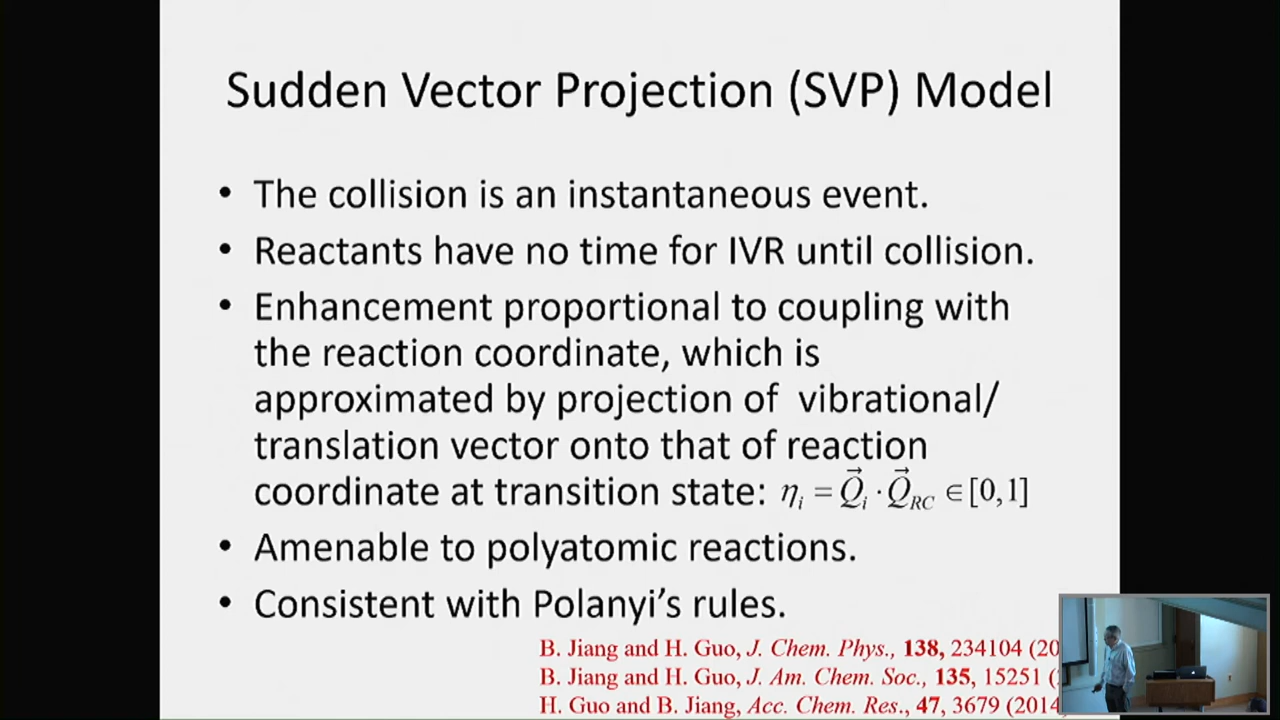 Sudden Vector Projection (SVP) Model
• The collision is an instantaneous event.
• Reactants have no time for IVR until collision.
• Enhancement proportional to coupling with
the reaction coordinate, which is
approximated by projection of vibrational/
translation vector onto that of reaction
coordinate at transition state: η_i = Q⃗_i · Q⃗_RC ∈ [0,1]
• Amenable to polyatomic reactions.
• Consistent with Polanyi's rules.
B. Jiang and H. Guo, J. Chem. Phys., 138, 234104 (20
B. Jiang and H. Guo, J. Am. Chem. Soc., 135, 15251 (
H. Guo and B. Jiang, Acc. Chem. Res., 47, 3679 (2014